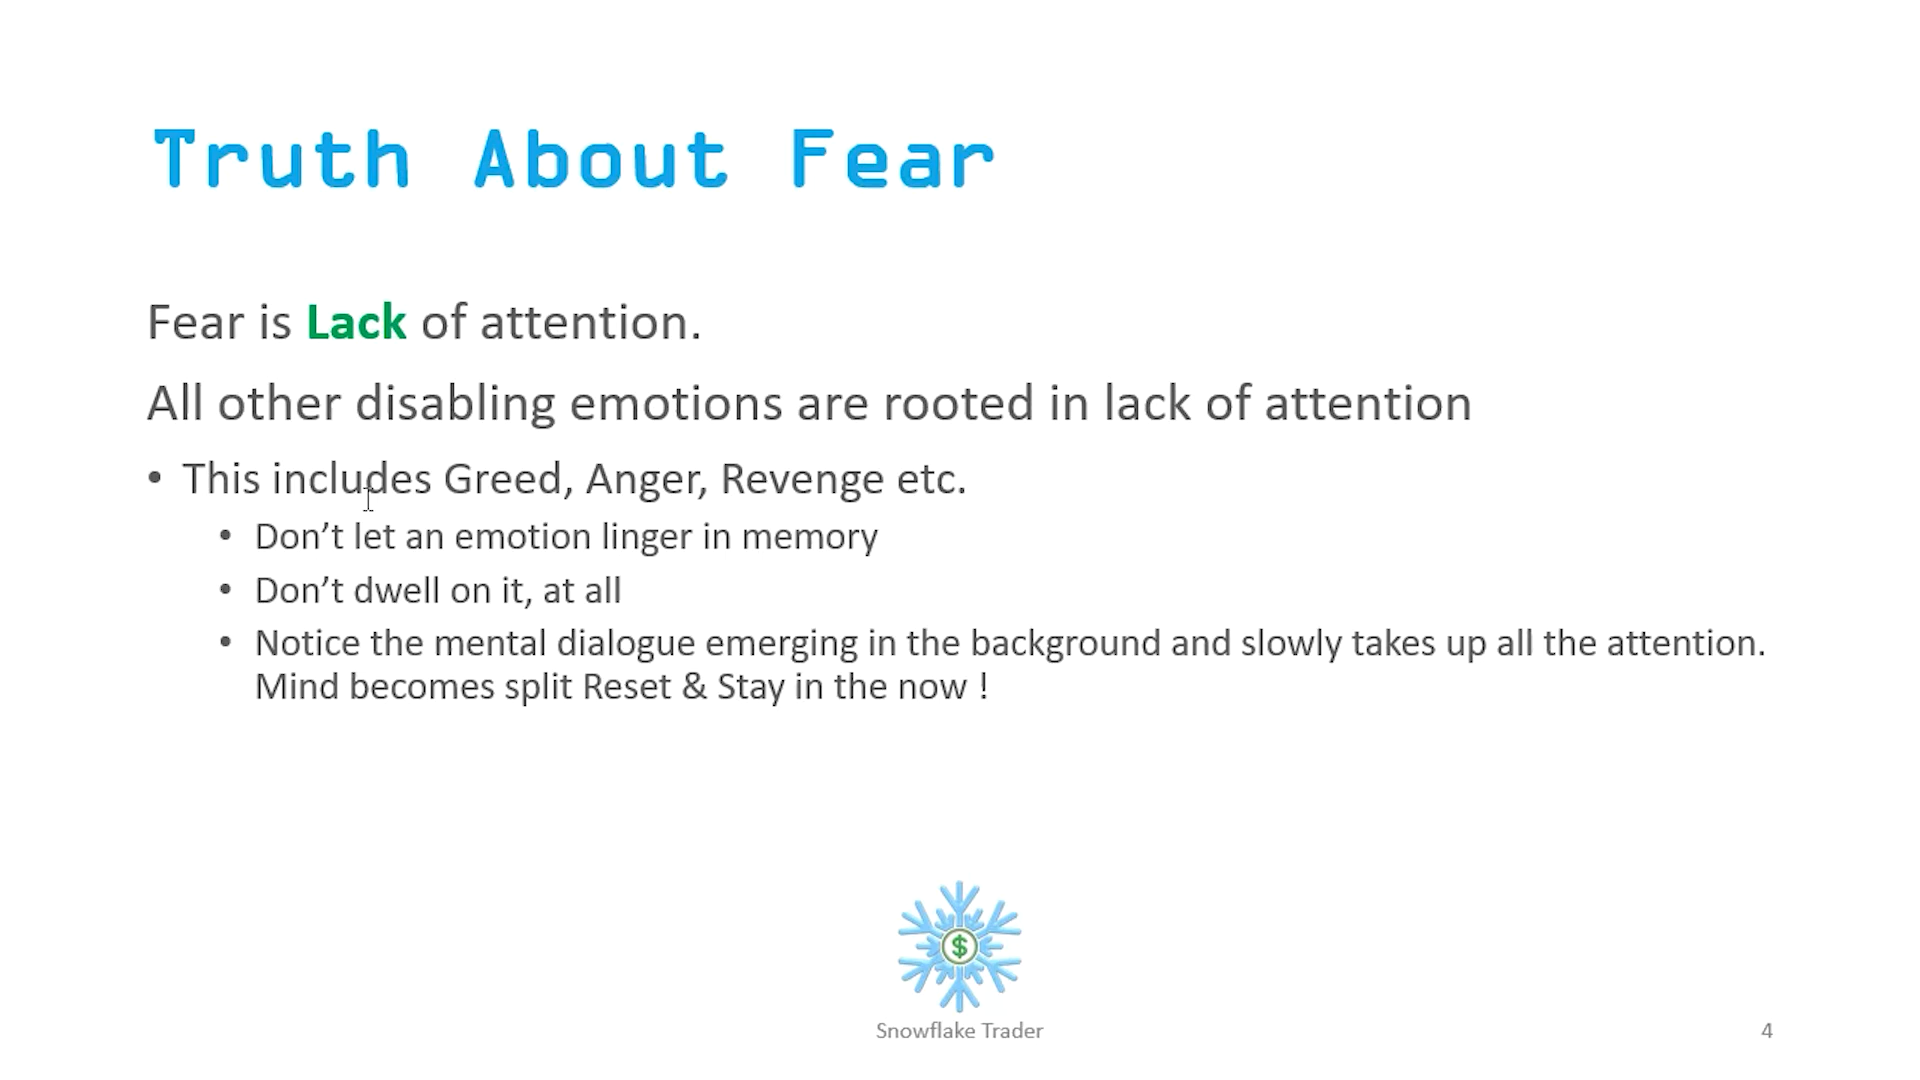 Truth About Fear
Fear is Lack of attention.
All other disabling emotions are rooted in lack of attention
• This includes Greed, Anger, Revenge etc.
• Don’t let an emotion linger in memory
• Don’t dwell on it, at all
• Notice the mental dialogue emerging in the background and slowly takes up all the attention.
Mind becomes split Reset & Stay in the now !
$
Snowflake Trader
4